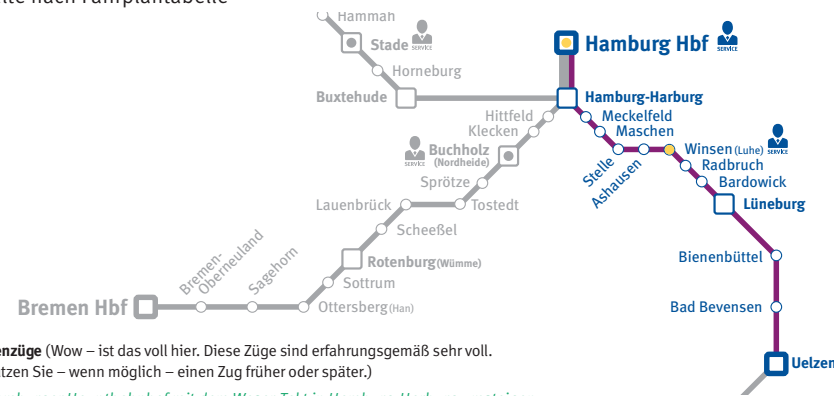 Hammah
Stade
SERVICE
Horneburg
Buxtehude
Hamburg Hbf
SERVICE
Hamburg-Harburg
Hittfeld
Klecken
Meckelfeld
Maschen
SERVICE
Buchholz
(Nordheide)
Stelle
Ashausen
Winsen (Luhe)
SERVICE
Radbruch
Bardowick
Sprötze
Lauenbrück
Tostedt
Lüneburg
Scheeßel
Bremen-
Oberneuland
Sagehorn
Rotenburg (Wümme)
Bienenbüttel
Sottrum
Bremen Hbf
Ottersberg (Han)
Bad Bevensen
enzüge (Wow – ist das voll hier. Diese Züge sind erfahrungsgemäß sehr voll.
tzen Sie – wenn möglich – einen Zug früher oder später.)
Uelzen